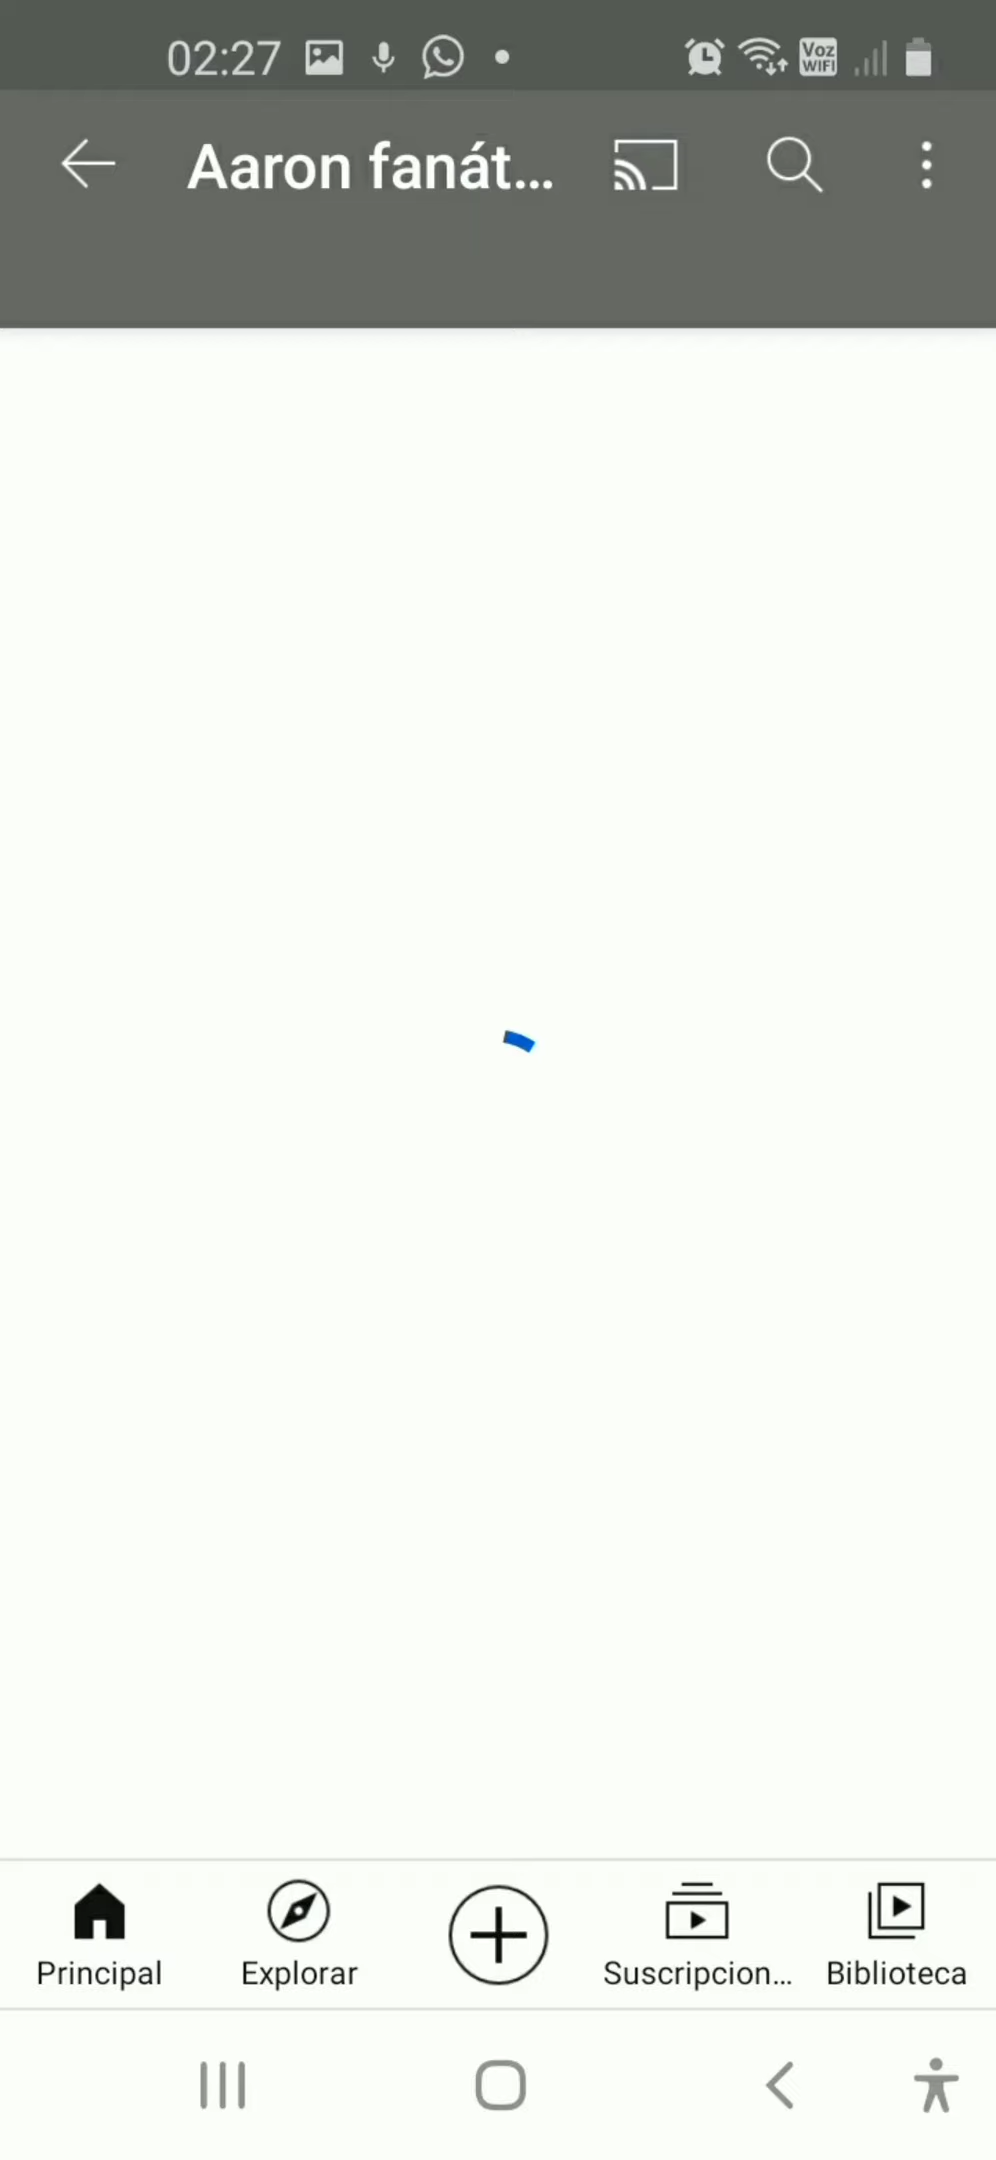 02:27
Voz
WIFI
Aaron fanát...
Principal
Explorar
Suscripcion...
Biblioteca